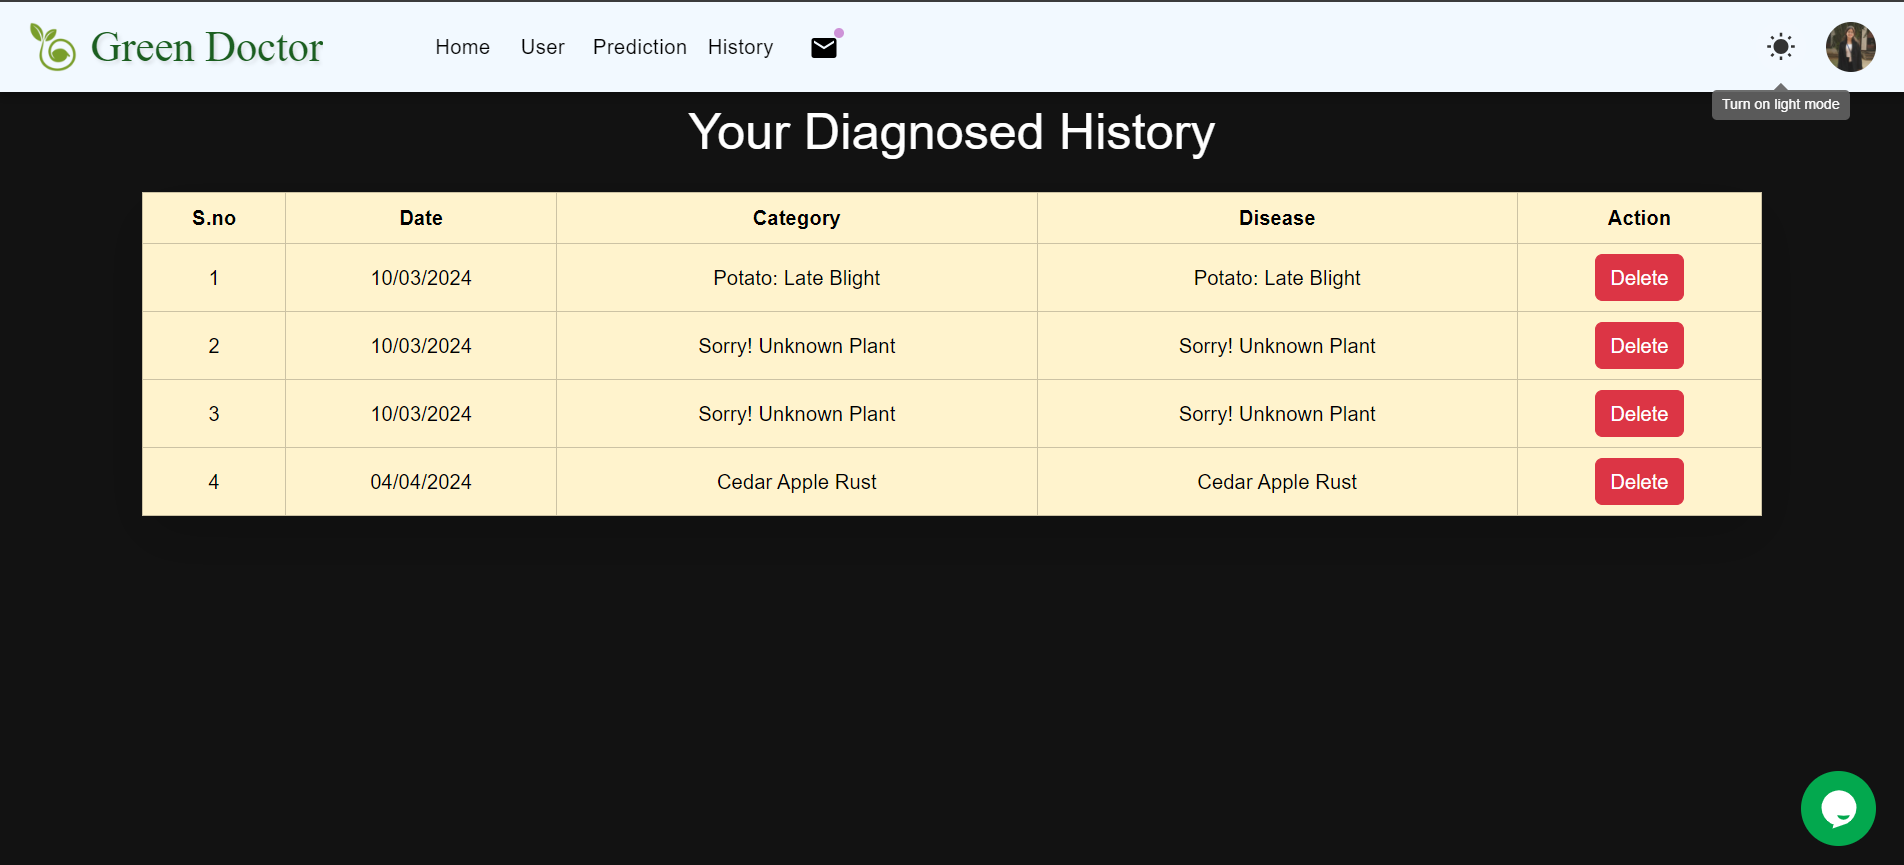 Green Doctor Home User Prediction History
Turn on light mode
Your Diagnosed History
S.no Date Category Disease Action
1 10/03/2024 Potato: Late Blight Potato: Late Blight Delete
2 10/03/2024 Sorry! Unknown Plant Sorry! Unknown Plant Delete
3 10/03/2024 Sorry! Unknown Plant Sorry! Unknown Plant Delete
4 04/04/2024 Cedar Apple Rust Cedar Apple Rust Delete